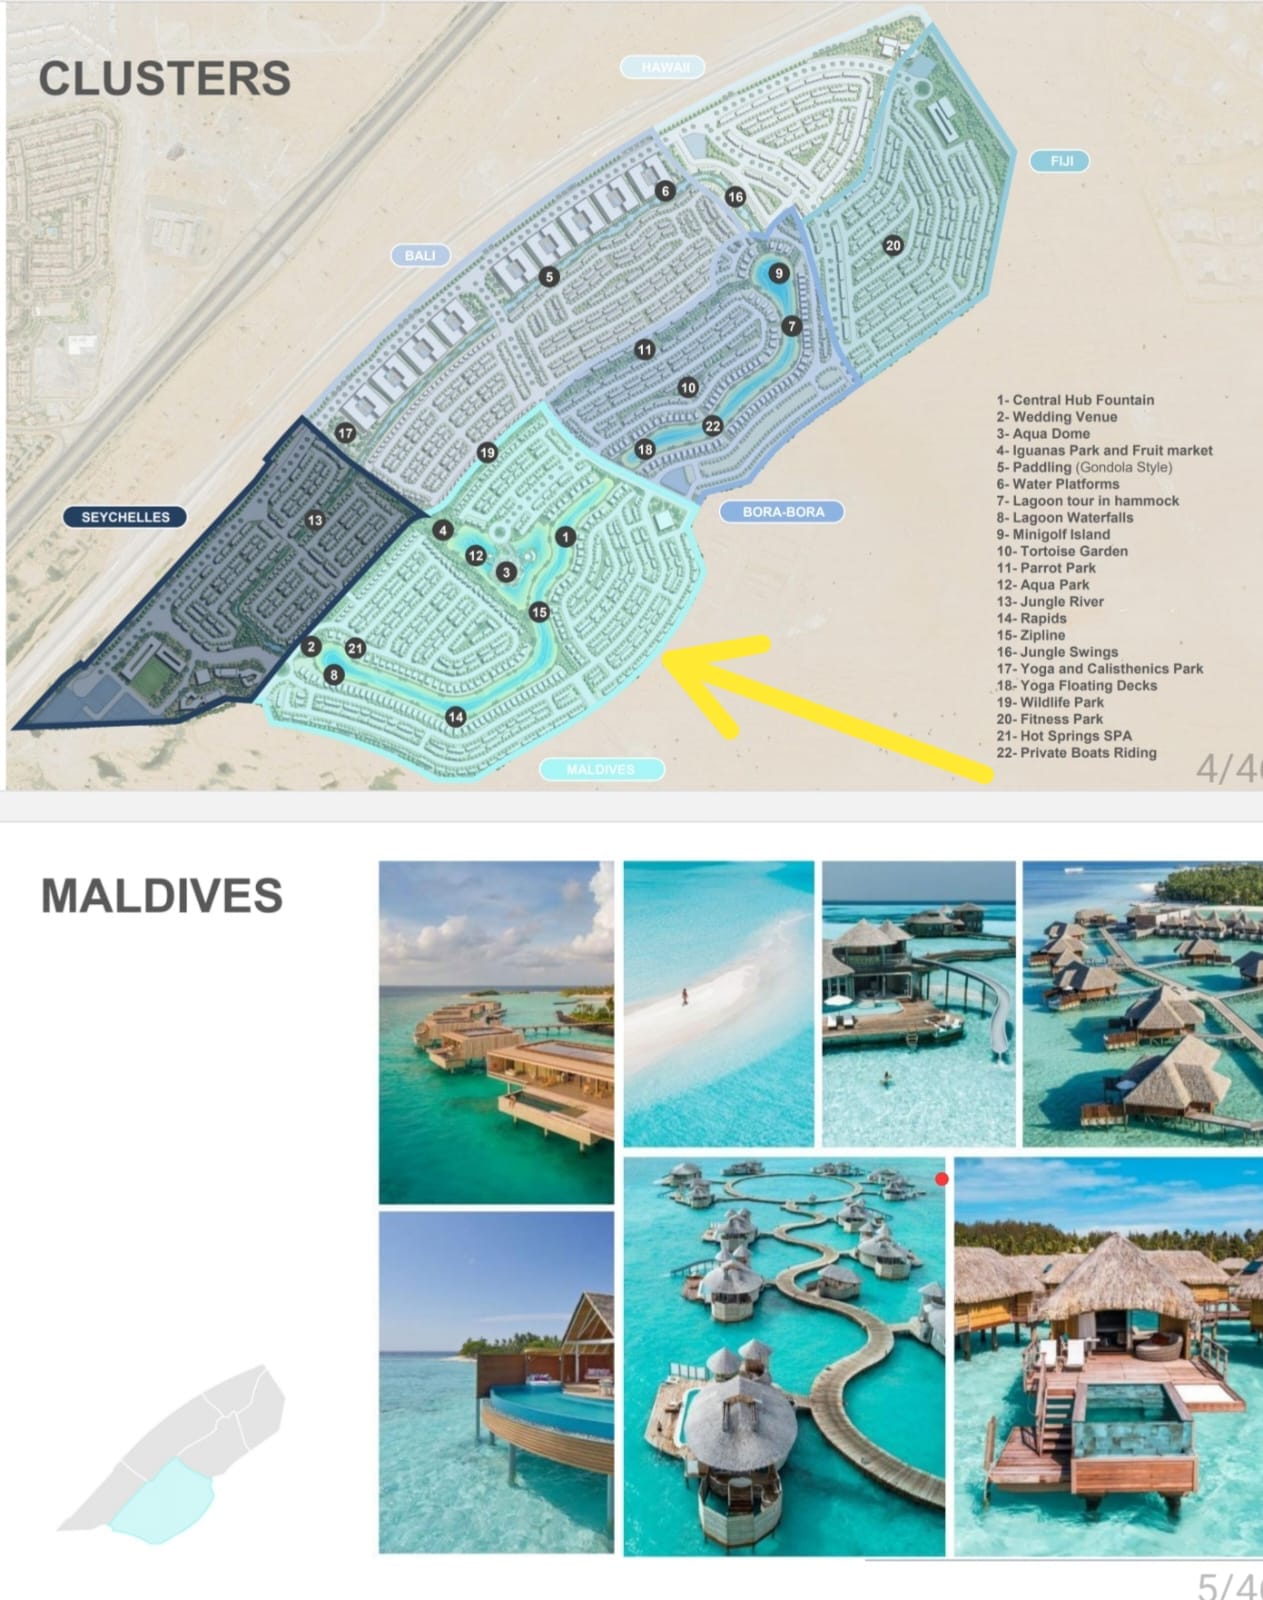 CLUSTERS
HAWAII
FIJI
BALI
6
16
20
5
9
7
11
10
22
18
17
19
1- Central Hub Fountain
2- Wedding Venue
3- Aqua Dome
4- Iguanas Park and Fruit market
5- Paddling (Gondola Style)
6- Water Platforms
7- Lagoon tour in hammock
8- Lagoon Waterfalls
9- Minigolf Island
10- Tortoise Garden
11- Parrot Park
12- Aqua Park
13- Jungle River
14- Rapids
15- Zipline
16- Jungle Swings
17- Yoga and Calisthenics Park
18- Yoga Floating Decks
19- Wildlife Park
20- Fitness Park
21- Hot Springs SPA
22- Private Boats Riding
SEYCHELLES
BORA-BORA
13
4
1
12
3
15
2
21
8
14
MALDIVES
4/4
MALDIVES
5/4